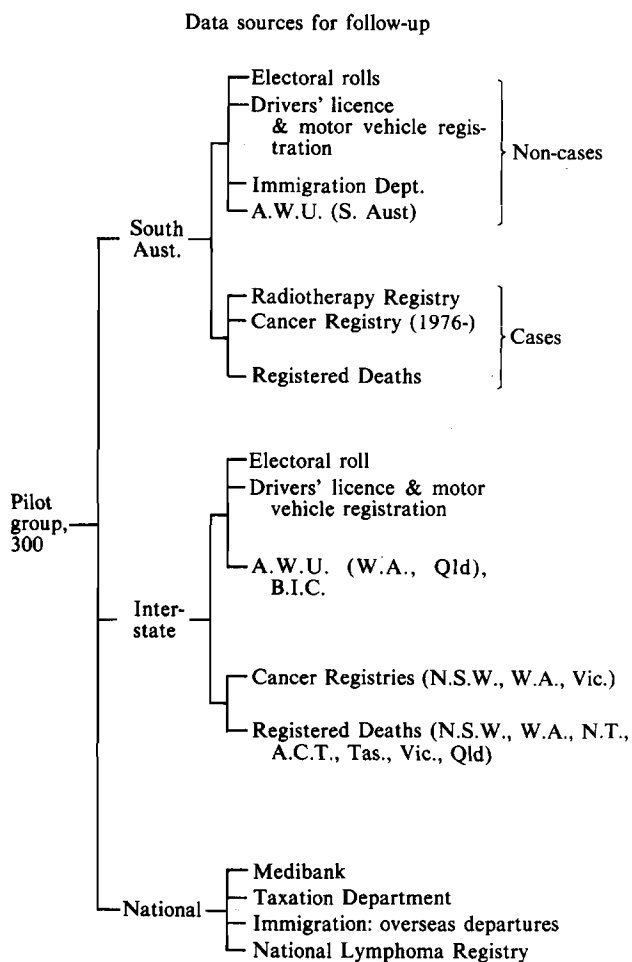 Data sources for follow-up
Electoral rolls
Drivers' licence
& motor vehicle regis-
tration
Immigration Dept.
A.W.U. (S. Aust)
Non-cases
South
Aust.
Radiotherapy Registry
Cancer Registry (1976-)
Registered Deaths
Cases
Pilot
group,
300
Electoral roll
Drivers' licence & motor
vehicle registration
A.W.U. (W.A., Qld),
B.I.C.
Inter-
state
Cancer Registries (N.S.W., W.A., Vic.)
Registered Deaths (N.S.W., W.A., N.T.,
A.C.T., Tas., Vic., Qld)
National
Medibank
Taxation Department
Immigration: overseas departures
National Lymphoma Registry